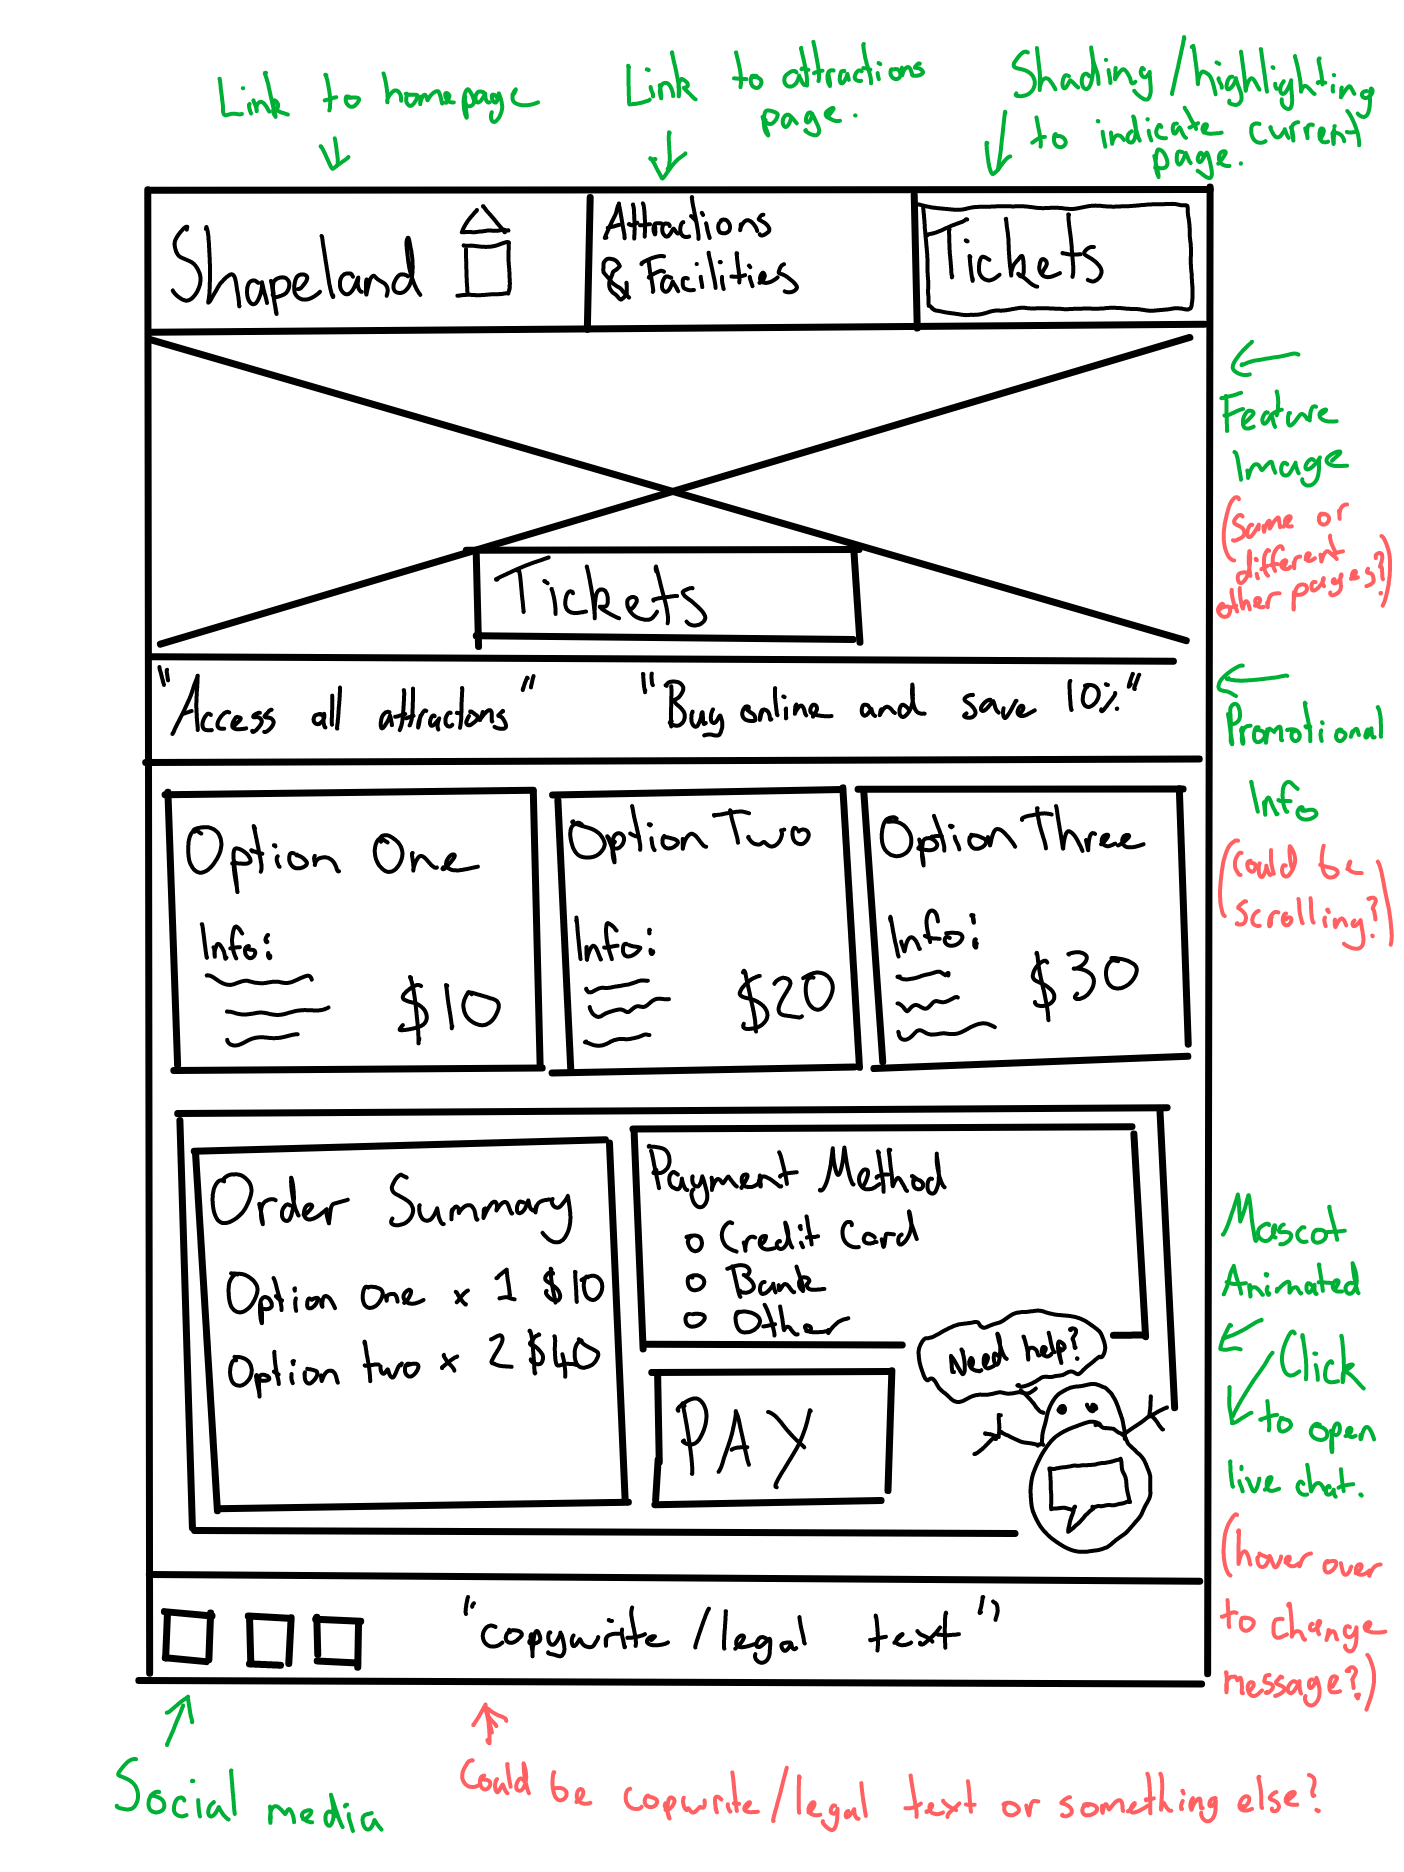 Link to homepage
Link to attractions
page.
Shading/highlighting
to indicate current
page.
Shapeland
Attractions
& Facilities
Tickets
Feature
Image
(Same or
different
other pages?)
Tickets
"Access all attractons"
"Buy online and save 10%"
Promotional
Info
(Could be
scrolling?)
Option One
Info:
$10
Option Two
Info:
$20
Option Three
Info:
$30
Order Summary
Option one x 1 $10
Option two x 2 $40
Payment Method
Credit Card
Bank
Other
PAY
Need help?
Mascot
Animated
Click
to open
live chat.
(hover over
to change
message?)
"copywrite/legal text"
Social media
Could be copwrite/legal text or something else?